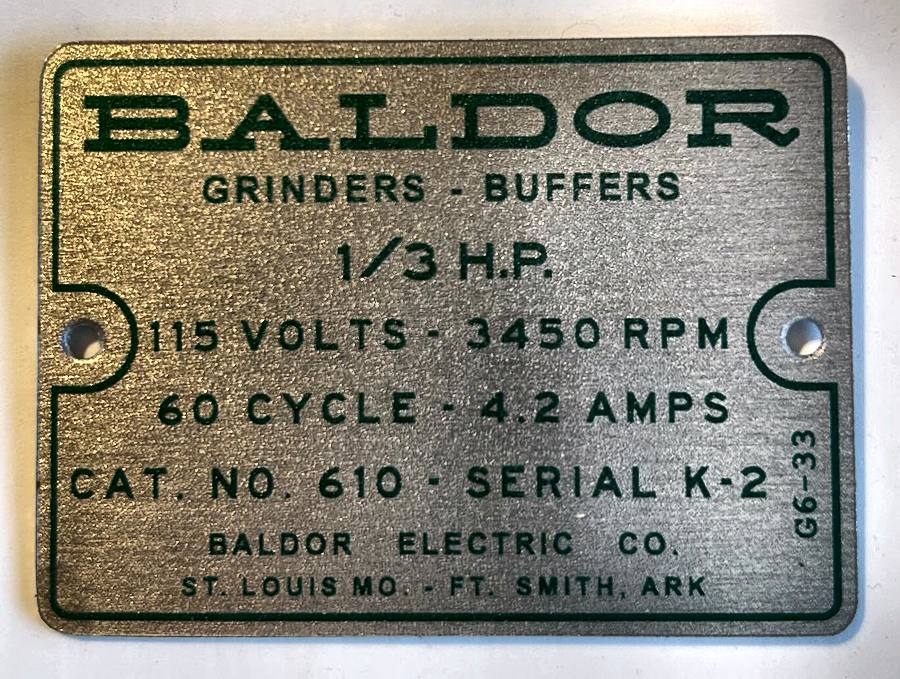 BALDOR
GRINDERS - BUFFERS
1/3 H.P.
115 VOLTS - 3450 RPM
60 CYCLE - 4.2 AMPS
CAT. NO. 610 - SERIAL K-2
G6-33
BALDOR ELECTRIC CO.
ST. LOUIS MO. - FT. SMITH, ARK